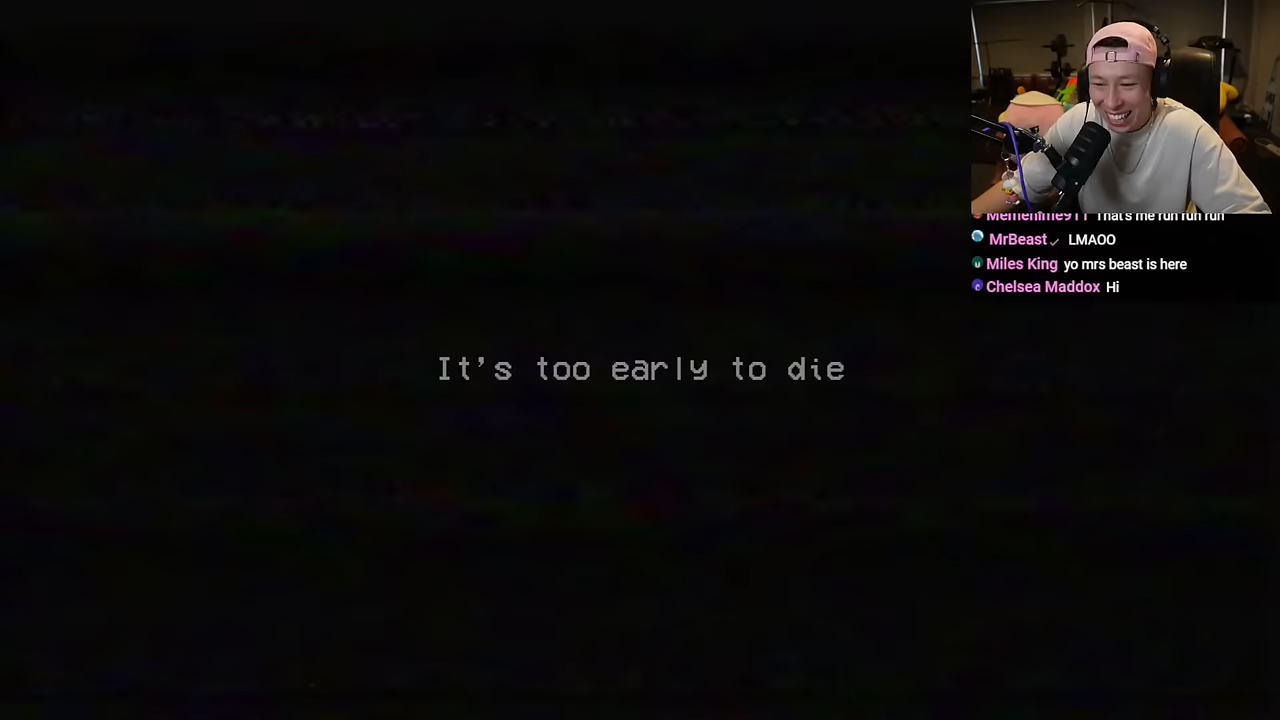 Mememime911 That's me run run run
MrBeast LMAOO
Miles King yo mrs beast is here
Chelsea Maddox Hi
It's too early to die